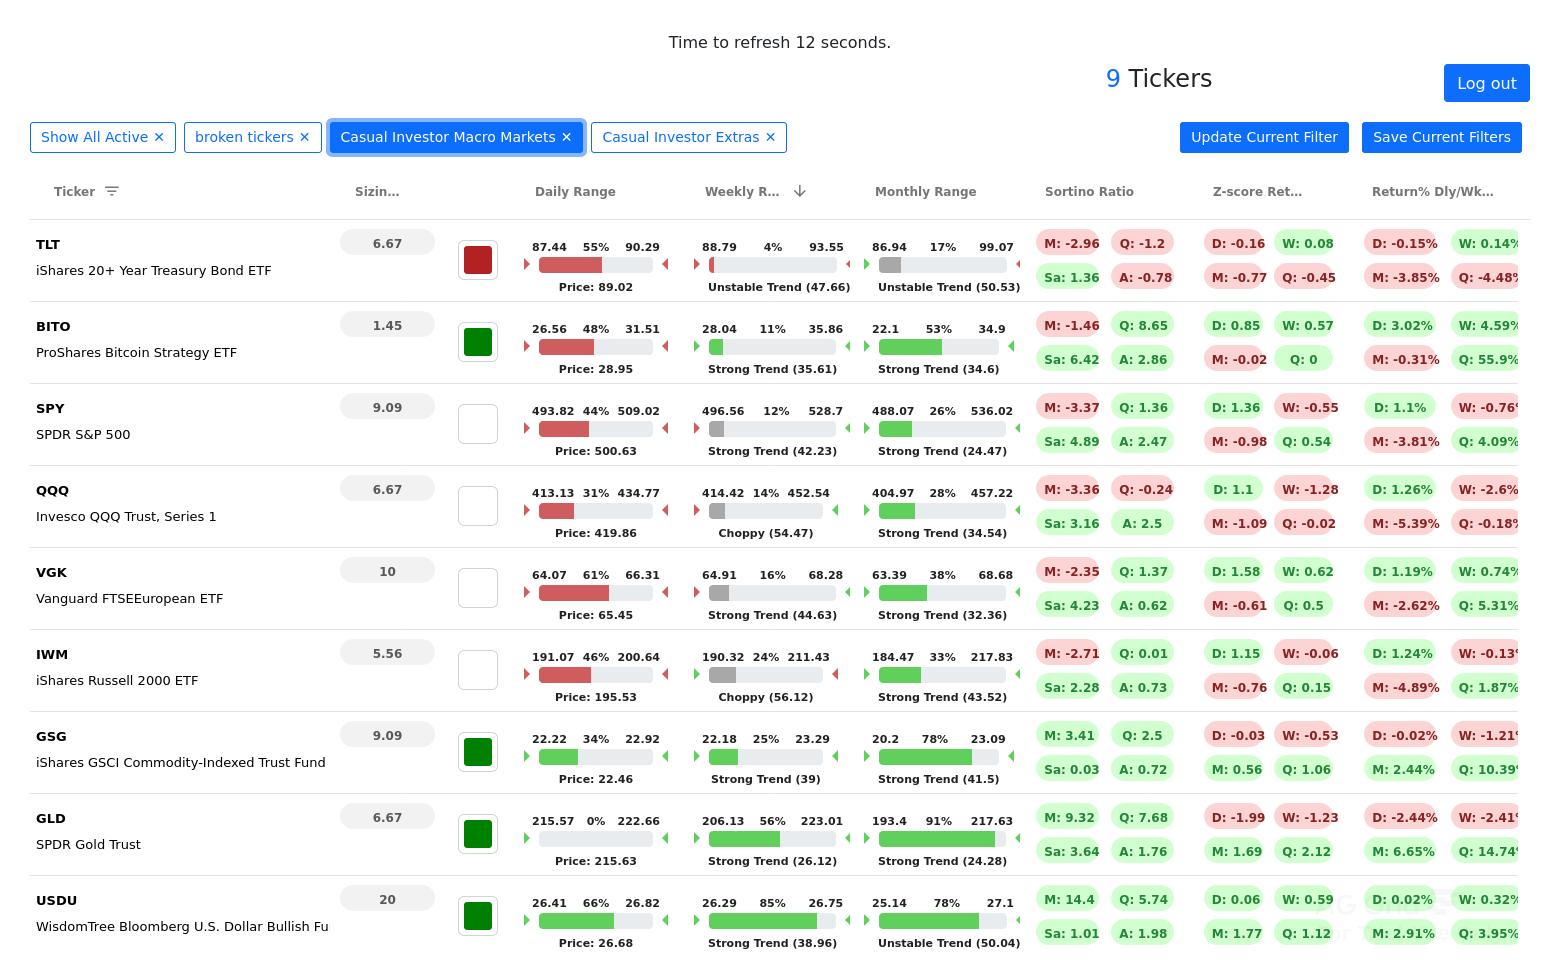 Time to refresh 12 seconds.
9 Tickers
Log out
Show All Active ✕ broken tickers ✕ Casual Investor Macro Markets ✕ Casual Investor Extras ✕ Update Current Filter Save Current Filters
Ticker Sizin... Daily Range Weekly R... Monthly Range Sortino Ratio Z-score Ret... Return% Dly/Wk...
TLT 6.67 87.44 55% 90.29 88.79 4% 93.55 86.94 17% 99.07 M: -2.96 Q: -1.2 D: -0.16 W: 0.08 D: -0.15% W: 0.14%
iShares 20+ Year Treasury Bond ETF Price: 89.02 Unstable Trend (47.66) Unstable Trend (50.53) Sa: 1.36 A: -0.78 M: -0.77 Q: -0.45 M: -3.85% Q: -4.48%
BITO 1.45 26.56 48% 31.51 28.04 11% 35.86 22.1 53% 34.9 M: -1.46 Q: 8.65 D: 0.85 W: 0.57 D: 3.02% W: 4.59%
ProShares Bitcoin Strategy ETF Price: 28.95 Strong Trend (35.61) Strong Trend (34.6) Sa: 6.42 A: 2.86 M: -0.02 Q: 0 M: -0.31% Q: 55.9%
SPY 9.09 493.82 44% 509.02 496.56 12% 528.7 488.07 26% 536.02 M: -3.37 Q: 1.36 D: 1.36 W: -0.55 D: 1.1% W: -0.76%
SPDR S&P 500 Price: 500.63 Strong Trend (42.23) Strong Trend (24.47) Sa: 4.89 A: 2.47 M: -0.98 Q: 0.54 M: -3.81% Q: 4.09%
QQQ 6.67 413.13 31% 434.77 414.42 14% 452.54 404.97 28% 457.22 M: -3.36 Q: -0.24 D: 1.1 W: -1.28 D: 1.26% W: -2.6%
Invesco QQQ Trust, Series 1 Price: 419.86 Choppy (54.47) Strong Trend (34.54) Sa: 3.16 A: 2.5 M: -1.09 Q: -0.02 M: -5.39% Q: -0.18%
VGK 10 64.07 61% 66.31 64.91 16% 68.28 63.39 38% 68.68 M: -2.35 Q: 1.37 D: 1.58 W: 0.62 D: 1.19% W: 0.74%
Vanguard FTSEEuropean ETF Price: 65.45 Strong Trend (44.63) Strong Trend (32.36) Sa: 4.23 A: 0.62 M: -0.61 Q: 0.5 M: -2.62% Q: 5.31%
IWM 5.56 191.07 46% 200.64 190.32 24% 211.43 184.47 33% 217.83 M: -2.71 Q: 0.01 D: 1.15 W: -0.06 D: 1.24% W: -0.13%
iShares Russell 2000 ETF Price: 195.53 Choppy (56.12) Strong Trend (43.52) Sa: 2.28 A: 0.73 M: -0.76 Q: 0.15 M: -4.89% Q: 1.87%
GSG 9.09 22.22 34% 22.92 22.18 25% 23.29 20.2 78% 23.09 M: 3.41 Q: 2.5 D: -0.03 W: -0.53 D: -0.02% W: -1.21%
iShares GSCI Commodity-Indexed Trust Fund Price: 22.46 Strong Trend (39) Strong Trend (41.5) Sa: 0.03 A: 0.72 M: 0.56 Q: 1.06 M: 2.44% Q: 10.39%
GLD 6.67 215.57 0% 222.66 206.13 56% 223.01 193.4 91% 217.63 M: 9.32 Q: 7.68 D: -1.99 W: -1.23 D: -2.44% W: -2.41%
SPDR Gold Trust Price: 215.63 Strong Trend (26.12) Strong Trend (24.28) Sa: 3.64 A: 1.76 M: 1.69 Q: 2.12 M: 6.65% Q: 14.74%
USDU 20 26.41 66% 26.82 26.29 85% 26.75 25.14 78% 27.1 M: 14.4 Q: 5.74 D: 0.06 W: 0.59 D: 0.02% W: 0.32%
WisdomTree Bloomberg U.S. Dollar Bullish Fu Price: 26.68 Strong Trend (38.96) Unstable Trend (50.04) Sa: 1.01 A: 1.98 M: 1.77 Q: 1.12 M: 2.91% Q: 3.95%